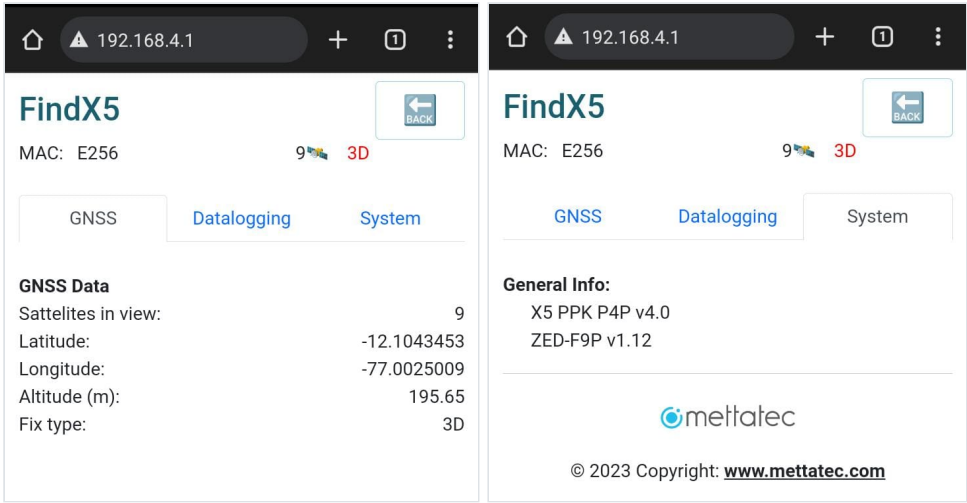 192.168.4.1
1
FindX5
BACK
MAC: E256
9 3D
GNSS Datalogging System
GNSS Data
Sattelites in view: 9
Latitude: -12.1043453
Longitude: -77.0025009
Altitude (m): 195.65
Fix type: 3D
192.168.4.1
1
FindX5
BACK
MAC: E256
9 3D
GNSS Datalogging System
General Info:
X5 PPK P4P v4.0
ZED-F9P v1.12
mettatec
© 2023 Copyright: www.mettatec.com